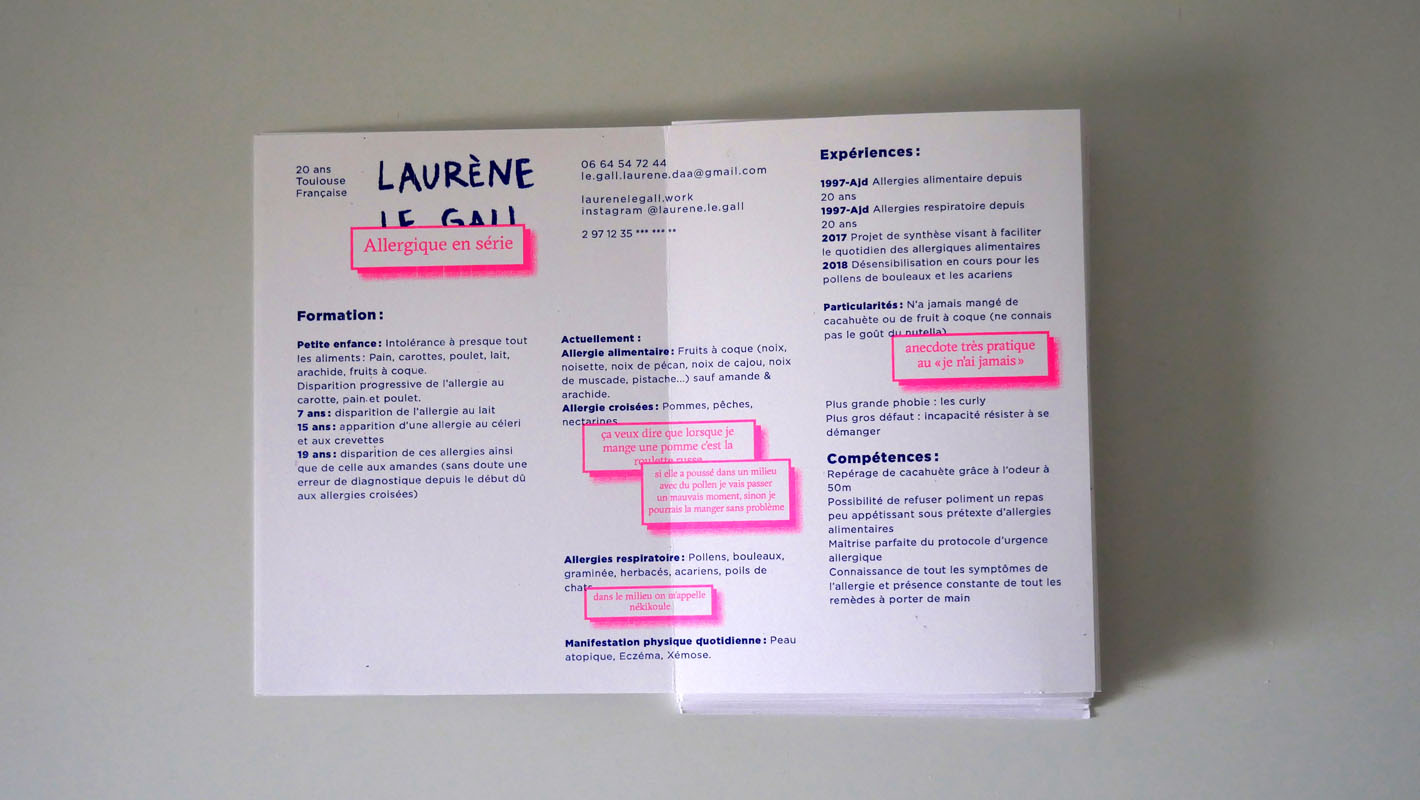 20 ans
Toulouse
Française
LAURÈNE
LE GALL
Allergique en série
06 64 54 72 44
le.gall.laurene.daa@gmail.com
laurenelegall.work
instagram @laurene.le.gall
2 97 12 35 *** *** **
Formation :
Petite enfance : Intolérance à presque tout
les aliments : Pain, carottes, poulet, lait,
arachide, fruits à coque.
Disparition progressive de l'allergie au
carotte, pain et poulet.
7 ans : disparition de l'allergie au lait
15 ans : apparition d'une allergie au céleri
et aux crevettes
19 ans : disparition de ces allergies ainsi
que de celle aux amandes (sans doute une
erreur de diagnostique depuis le début dû
aux allergies croisées)
Actuellement :
Allergie alimentaire : Fruits à coque (noix,
noisette, noix de pécan, noix de cajou, noix
de muscade, pistache...) sauf amande &
arachide.
Allergie croisées : Pommes, pêches,
nectarines
ça veux dire que lorsque je
mange une pomme c'est la
roulette russe
si elle a poussé dans un milieu
avec du pollen je vais passer
un mauvais moment, sinon je
pourrais la manger sans problème
Allergies respiratoire : Pollens, bouleaux,
graminée, herbacés, acariens, poils de
chats
dans le milieu on m'appelle
nékikoule
Manifestation physique quotidienne : Peau
atopique, Eczéma, Xémose.
Expériences :
1997-Ajd Allergies alimentaire depuis
20 ans
1997-Ajd Allergies respiratoire depuis
20 ans
2017 Projet de synthèse visant à faciliter
le quotidien des allergiques alimentaires
2018 Désensibilisation en cours pour les
pollens de bouleaux et les acariens
Particularités : N'a jamais mangé de
cacahuète ou de fruit à coque (ne connais
pas le goût du nutella)
anecdote très pratique
au « je n'ai jamais »
Plus grande phobie : les curly
Plus gros défaut : incapacité résister à se
démanger
Compétences :
Repérage de cacahuète grâce à l'odeur à
50m
Possibilité de refuser poliment un repas
peu appétissant sous prétexte d'allergies
alimentaires
Maîtrise parfaite du protocole d'urgence
allergique
Connaissance de tout les symptômes de
l'allergie et présence constante de tout les
remèdes à porter de main